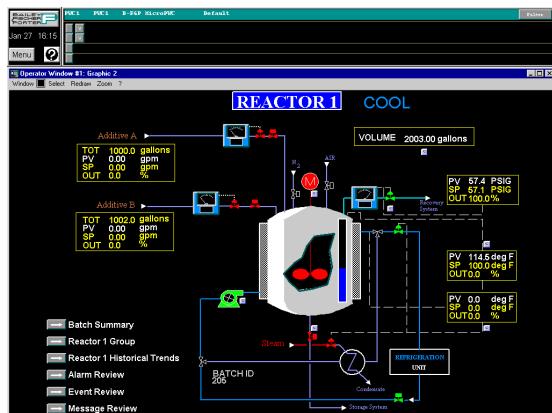 BAILEY
FISCHER
PORTER
PWC1 PWC1 B-F&P MicroPWC Default
Jan 27 16:15
Menu ?
Operator Window #1: Graphic 2
Window Select Redraw Zoom ?
REACTOR 1 COOL
VOLUME 2003.00 gallons
Additive A
TOT 1000.0 gallons
PV 0.00 gpm
SP 0.00 gpm
OUT 0.0 %
N2
AIR
M
PV 57.4 PSIG
SP 57.1 PSIG
OUT 100.0 %
Recovery
System
Additive B
TOT 1002.0 gallons
PV 0.00 gpm
SP 0.00 gpm
OUT 0.0 %
PV 114.5 deg F
SP 100.0 deg F
OUT 0.0 %
PV 0.0 deg F
SP 0.0 deg F
OUT 0.0 %
Batch Summary
Reactor 1 Group
Reactor 1 Historical Trends
Alarm Review
Event Review
Message Review
Steam
BATCH ID
205
REFRIGERATION
UNIT
Condensate
Storage System